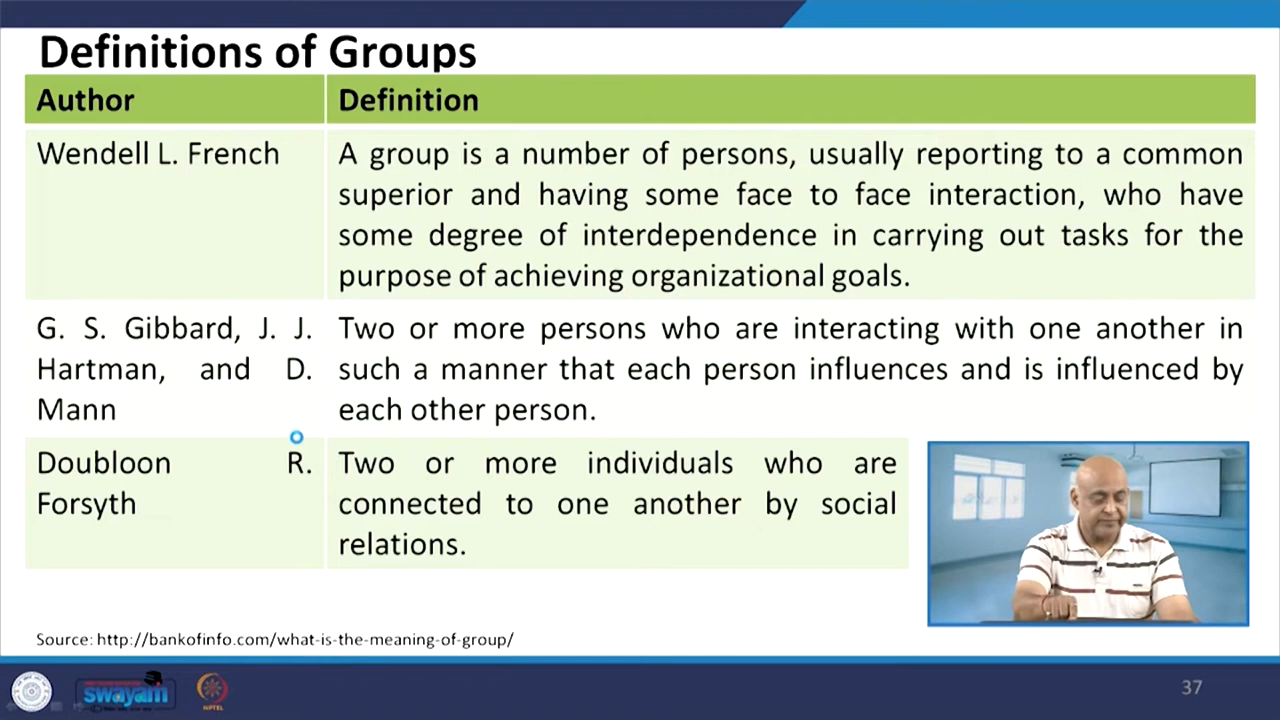 Definitions of Groups
Author
Definition
Wendell L. French
A group is a number of persons, usually reporting to a common
superior and having some face to face interaction, who have
some degree of interdependence in carrying out tasks for the
purpose of achieving organizational goals.
G. S. Gibbard, J. J.
Hartman, and D.
Mann
Two or more persons who are interacting with one another in
such a manner that each person influences and is influenced by
each other person.
Doubloon R.
Forsyth
Two or more individuals who are
connected to one another by social
relations.
Source: http://bankofinfo.com/what-is-the-meaning-of-group/
swayam
NPTEL
37